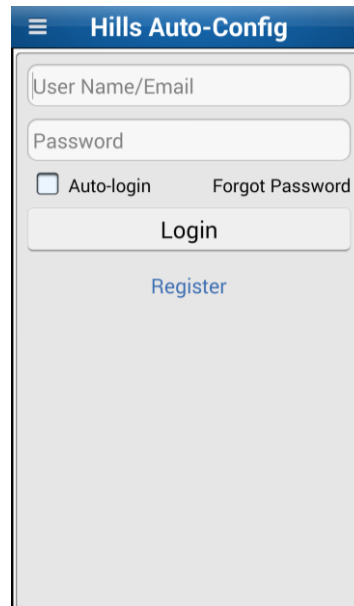 Hills Auto-Config
User Name/Email
Password
Auto-login Forgot Password
Login
Register